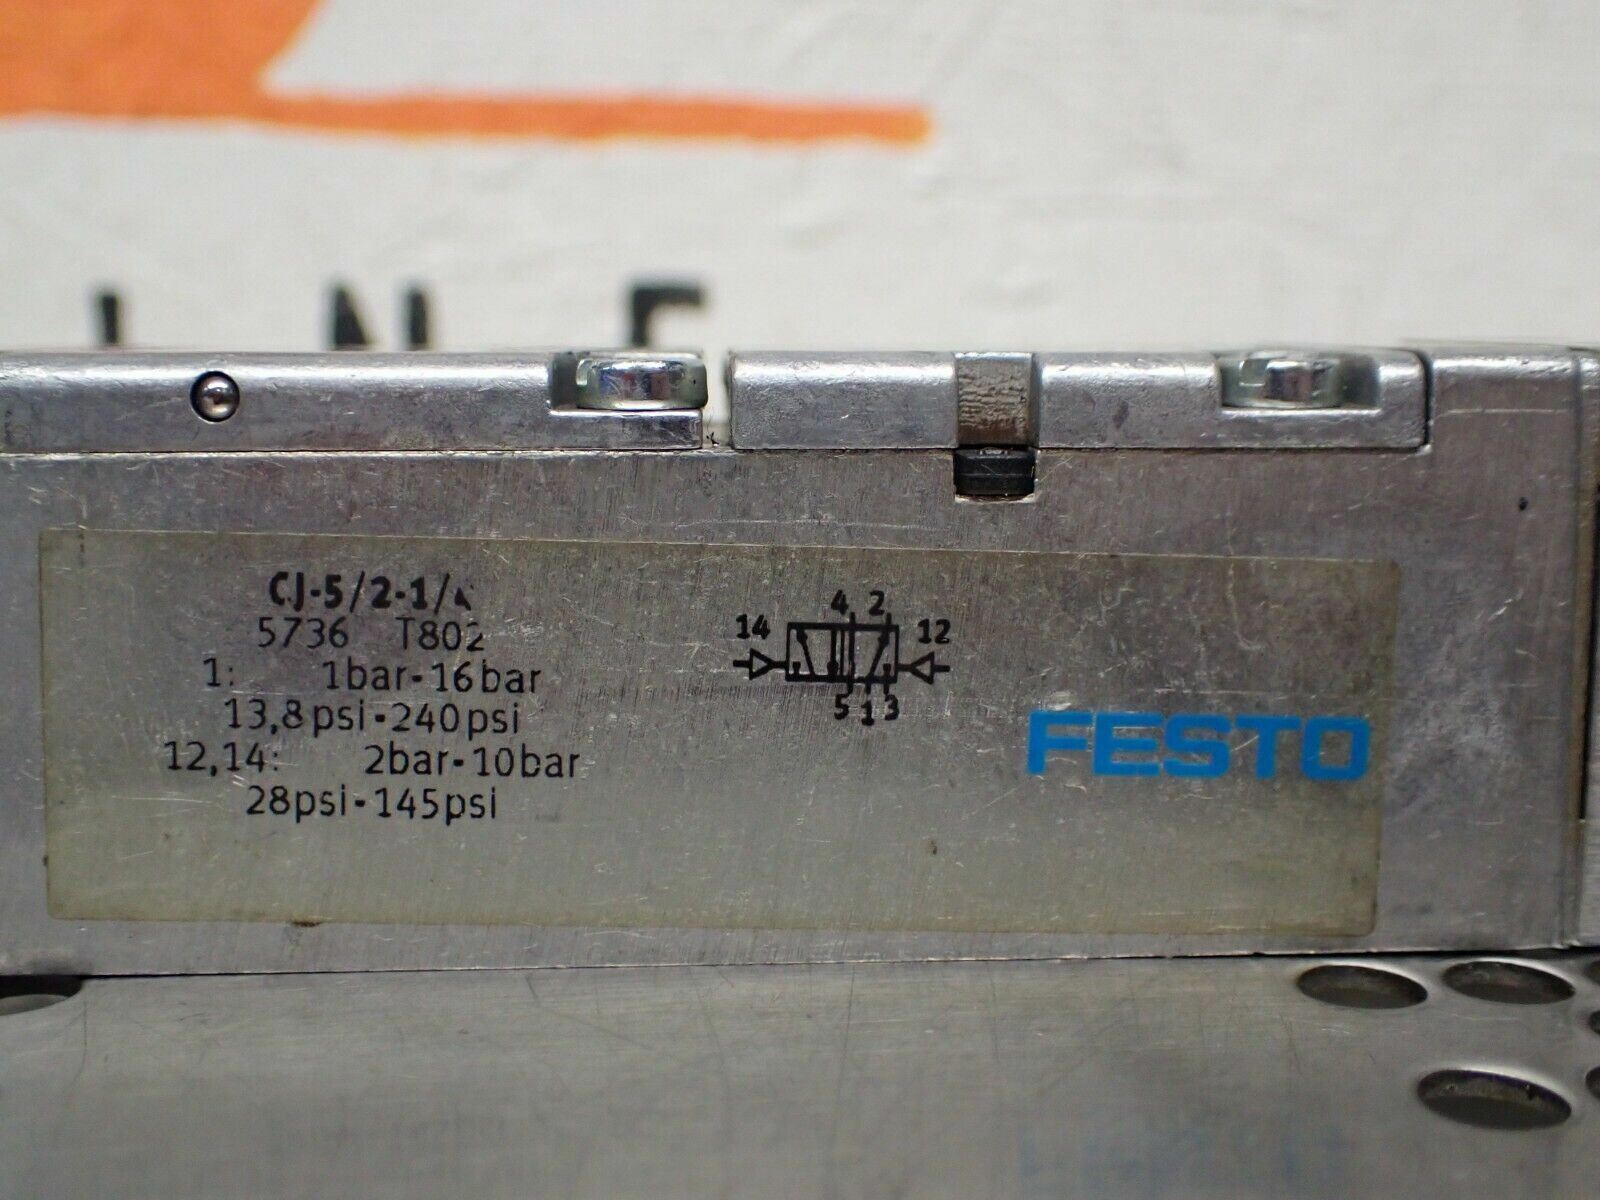 CJ-5/2-1/
5736 T802
1: 1bar-16bar
13,8psi-240psi
12,14: 2bar-10bar
28psi-145psi
4 2
14 12
5 1 3
FESTO